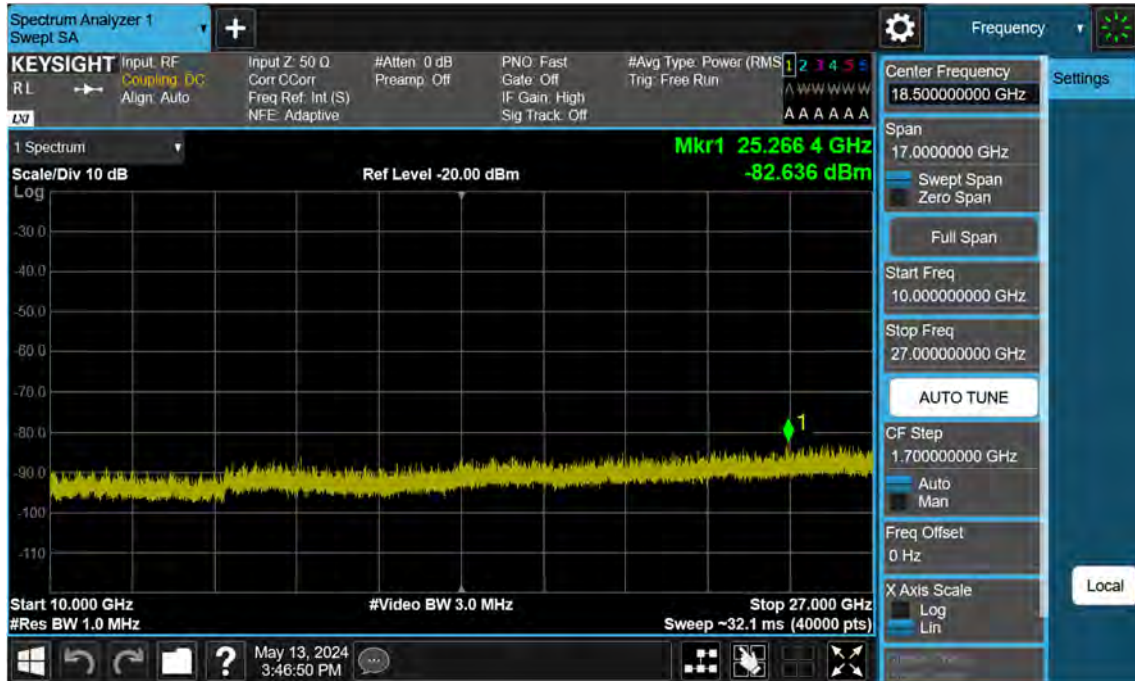 Spectrum Analyzer 1
Swept SA
Frequency
KEYSIGHT
RL
LXI
Input: RF
Coupling: DC
Align: Auto
Input Z: 50 Ω
Corr CCorr
Freq Ref: Int (S)
NFE: Adaptive
#Atten: 0 dB
Preamp: Off
PNO: Fast
Gate: Off
IF Gain: High
Sig Track: Off
#Avg Type: Power (RMS
Trig: Free Run
1 2 3 4 5 6
A W W W W W
A A A A A A
1 Spectrum
Mkr1 25.266 4 GHz
-82.636 dBm
Scale/Div 10 dB
Ref Level -20.00 dBm
Log
-30.0
-40.0
-50.0
-60.0
-70.0
-80.0
-90.0
-100
-110
1
Start 10.000 GHz
#Video BW 3.0 MHz
Stop 27.000 GHz
#Res BW 1.0 MHz
Sweep ~32.1 ms (40000 pts)
Center Frequency
18.500000000 GHz
Span
17.0000000 GHz
Swept Span
Zero Span
Full Span
Start Freq
10.000000000 GHz
Stop Freq
27.000000000 GHz
AUTO TUNE
CF Step
1.700000000 GHz
Auto
Man
Freq Offset
0 Hz
X Axis Scale
Log
Lin
Settings
Local
?
May 13, 2024
3:46:50 PM